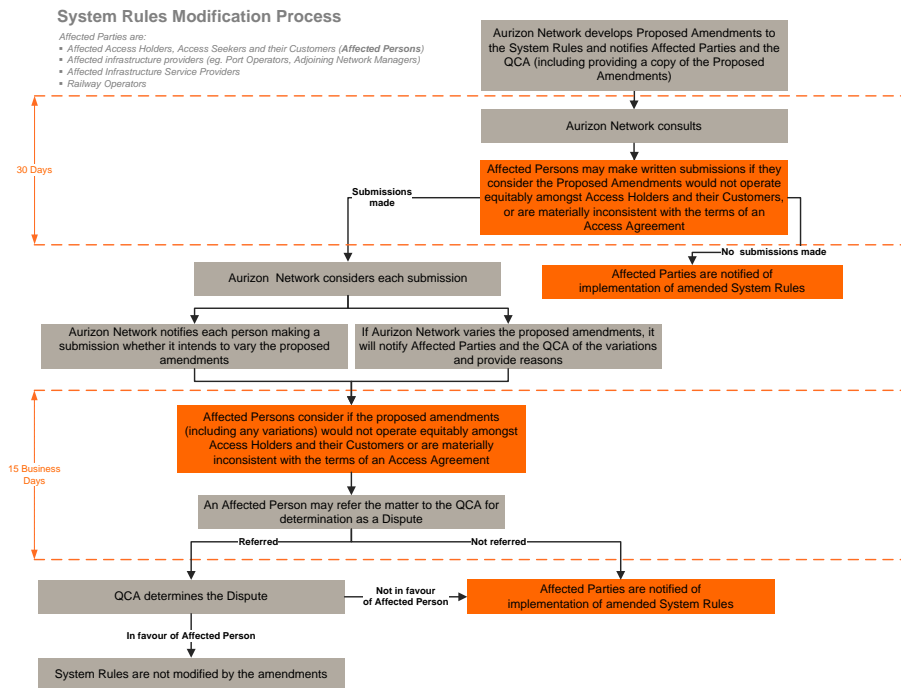 System Rules Modification Process
Affected Parties are:
▪ Affected Access Holders, Access Seekers and their Customers (Affected Persons)
▪ Affected infrastructure providers (eg. Port Operators, Adjoining Network Managers)
▪ Affected Infrastructure Service Providers
▪ Railway Operators
Aurizon Network develops Proposed Amendments to
the System Rules and notifies Affected Parties and the
QCA (including providing a copy of the Proposed
Amendments)
Aurizon Network consults
30 Days
Affected Persons may make written submissions if they
consider the Proposed Amendments would not operate
equitably amongst Access Holders and their Customers,
or are materially inconsistent with the terms of an
Access Agreement
Submissions
made
No submissions made
Aurizon Network considers each submission
Affected Parties are notified of
implementation of amended System Rules
Aurizon Network notifies each person making a
submission whether it intends to vary the proposed
amendments
If Aurizon Network varies the proposed amendments, it
will notify Affected Parties and the QCA of the variations
and provide reasons
Affected Persons consider if the proposed amendments
(including any variations) would not operate equitably amongst
Access Holders and their Customers or are materially
inconsistent with the terms of an Access Agreement
15 Business
Days
An Affected Person may refer the matter to the QCA for
determination as a Dispute
Referred
Not referred
QCA determines the Dispute
Not in favour
of Affected Person
Affected Parties are notified of
implementation of amended System Rules
In favour of Affected Person
System Rules are not modified by the amendments